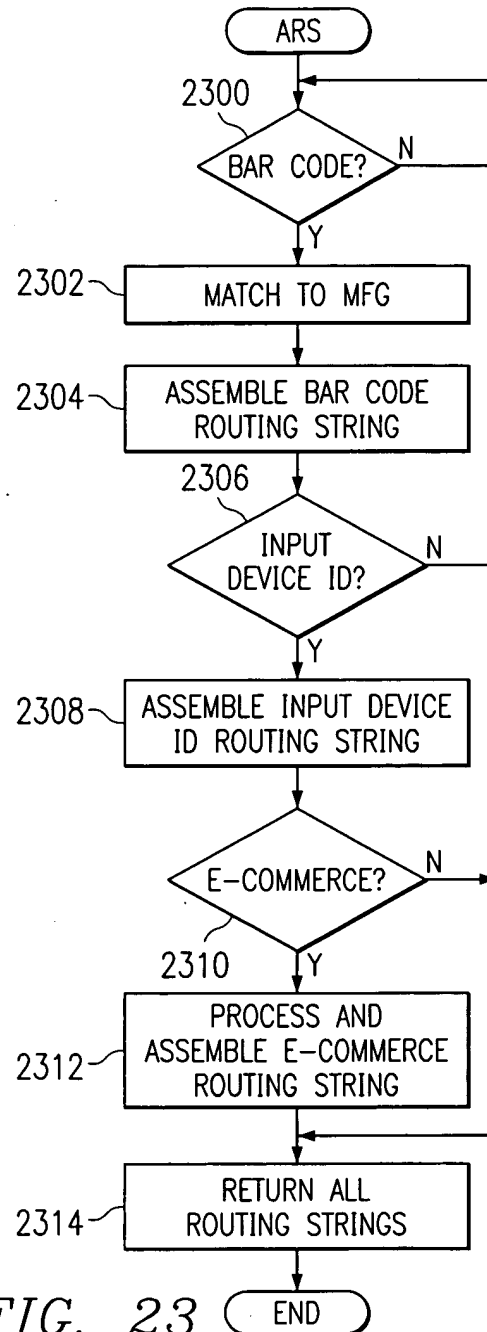 ARS
2300
BAR CODE?
N
Y
2302
MATCH TO MFG
2304
ASSEMBLE BAR CODE
ROUTING STRING
2306
INPUT
DEVICE ID?
N
Y
2308
ASSEMBLE INPUT DEVICE
ID ROUTING STRING
E-COMMERCE?
N
2310
Y
PROCESS AND
ASSEMBLE E-COMMERCE
ROUTING STRING
2312
RETURN ALL
ROUTING STRINGS
2314
FIG. 23
END